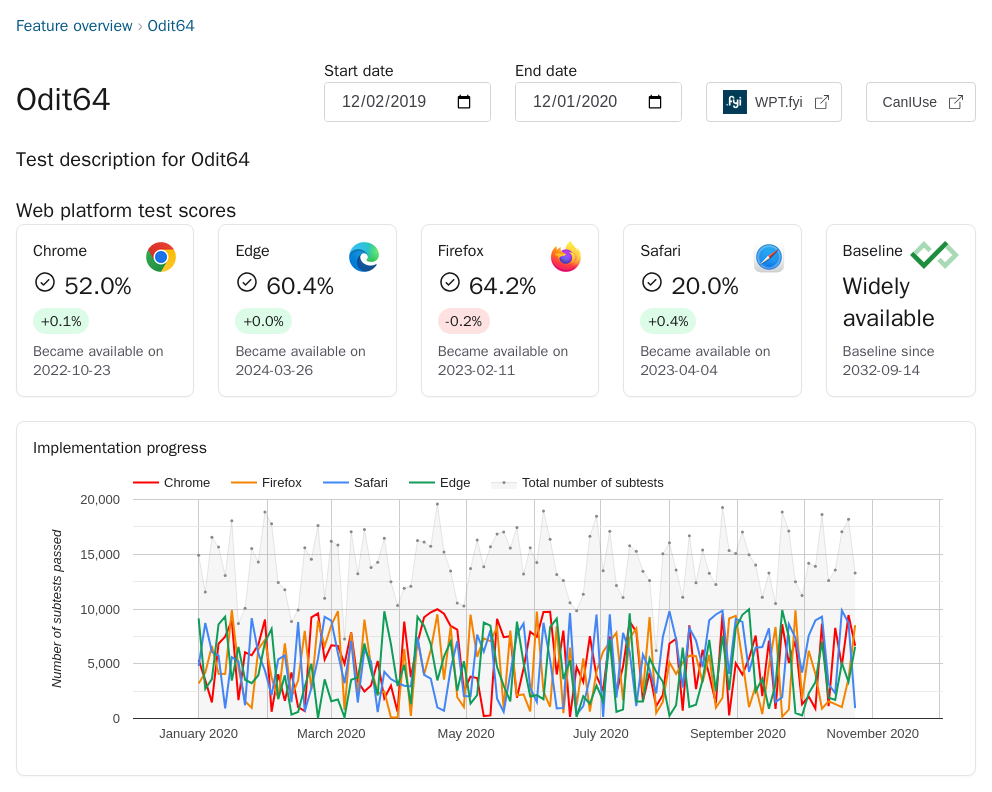 Feature overview › Odit64
Odit64
Start date
12/02/2019
End date
12/01/2020
.fyi WPT.fyi
CanIUse
Test description for Odit64
Web platform test scores
Chrome
52.0%
+0.1%
Became available on
2022-10-23
Edge
60.4%
+0.0%
Became available on
2024-03-26
Firefox
64.2%
-0.2%
Became available on
2023-02-11
Safari
20.0%
+0.4%
Became available on
2023-04-04
Baseline
Widely
available
Baseline since
2032-09-14
Implementation progress
Chrome Firefox Safari Edge Total number of subtests
Number of subtests passed
20,000
15,000
10,000
5,000
0
January 2020 March 2020 May 2020 July 2020 September 2020 November 2020